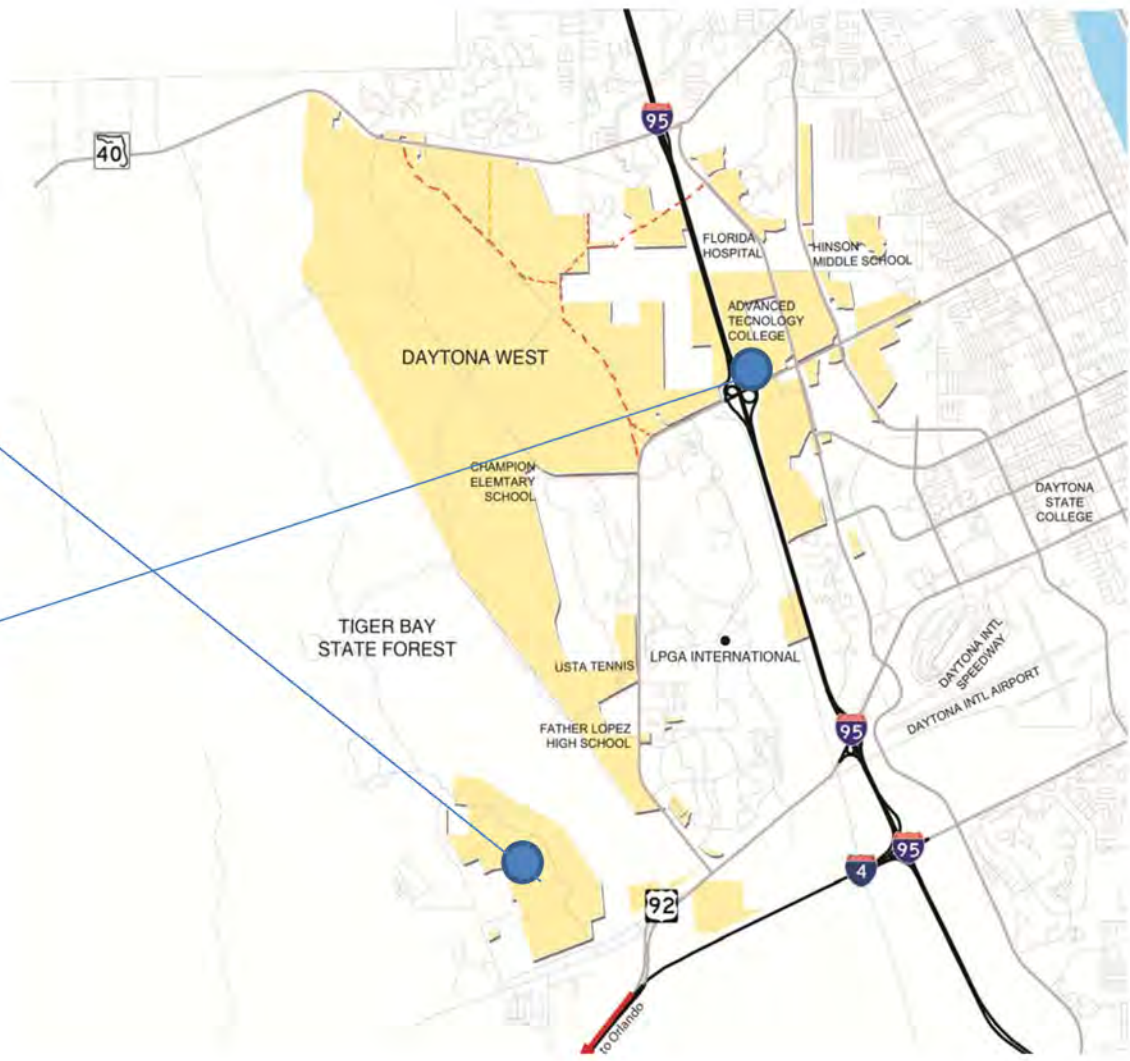 95
40
FLORIDA
HOSPITAL
HINSON
MIDDLE SCHOOL
ADVANCED
TECNOLOGY
COLLEGE
DAYTONA WEST
CHAMPION
ELEMTARY
SCHOOL
DAYTONA
STATE
COLLEGE
TIGER BAY
STATE FOREST
USTA TENNIS
LPGA INTERNATIONAL
DAYTONA INTL
SPEEDWAY
DAYTONA INTL AIRPORT
FATHER LOPEZ
HIGH SCHOOL
95
95
4
92
to Orlando